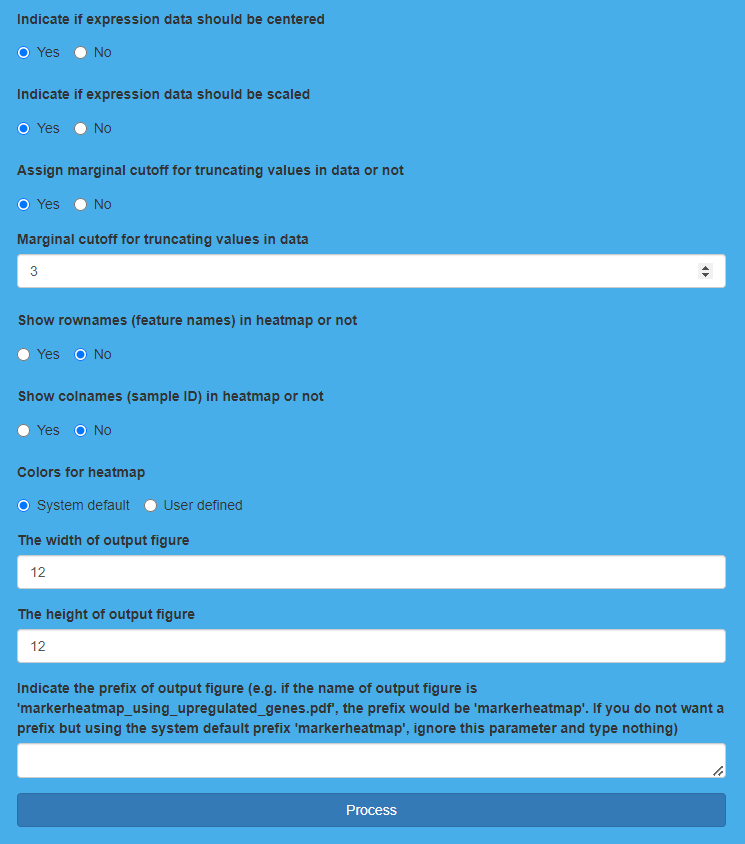 Indicate if expression data should be centered
Yes No
Indicate if expression data should be scaled
Yes No
Assign marginal cutoff for truncating values in data or not
Yes No
Marginal cutoff for truncating values in data
3
Show rownames (feature names) in heatmap or not
Yes No
Show colnames (sample ID) in heatmap or not
Yes No
Colors for heatmap
System default User defined
The width of output figure
12
The height of output figure
12
Indicate the prefix of output figure (e.g. if the name of output figure is
'markerheatmap_using_upregulated_genes.pdf', the prefix would be 'markerheatmap'. If you do not want a
prefix but using the system default prefix 'markerheatmap', ignore this parameter and type nothing)
Process